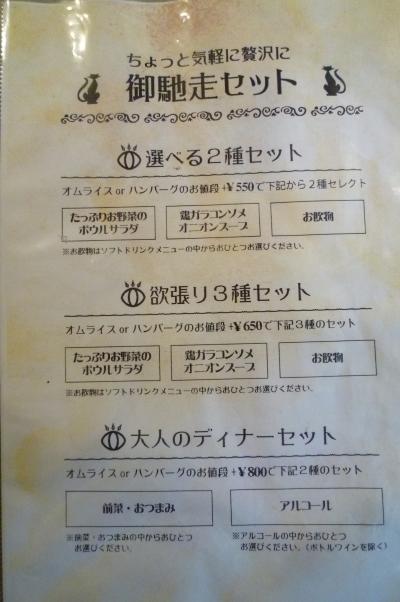 ちょっと気軽に贅沢に
御馳走セット
選べる2種セット
オムライス or ハンバーグのお値段 +¥550で下記から2種セレクト
たっぷりお野菜の
ボウルサラダ
鶏ガラコンソメ
オニオンスープ
お飲物
※お飲物はソフトドリンクメニューの中からおひとつお選びください。
欲張り3種セット
オムライス or ハンバーグのお値段 +¥650で下記3種のセット
たっぷりお野菜の
ボウルサラダ
鶏ガラコンソメ
オニオンスープ
お飲物
※お飲物はソフトドリンクメニューの中からおひとつお選びください。
大人のディナーセット
オムライス or ハンバーグのお値段 +¥800で下記2種のセット
前菜・おつまみ
アルコール
※前菜・おつまみの中からおひとつ
お選びください。
※アルコールの中からおひとつ
お選びください。(ボトルワインを除く)